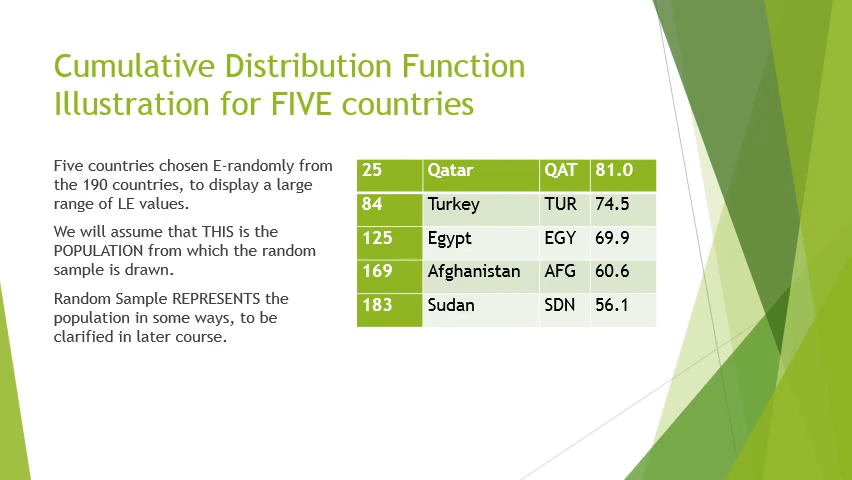 Cumulative Distribution Function
Illustration for FIVE countries
Five countries chosen E-randomly from
the 190 countries, to display a large
range of LE values.
We will assume that THIS is the
POPULATION from which the random
sample is drawn.
Random Sample REPRESENTS the
population in some ways, to be
clarified in later course.
25 Qatar QAT 81.0
84 Turkey TUR 74.5
125 Egypt EGY 69.9
169 Afghanistan AFG 60.6
183 Sudan SDN 56.1